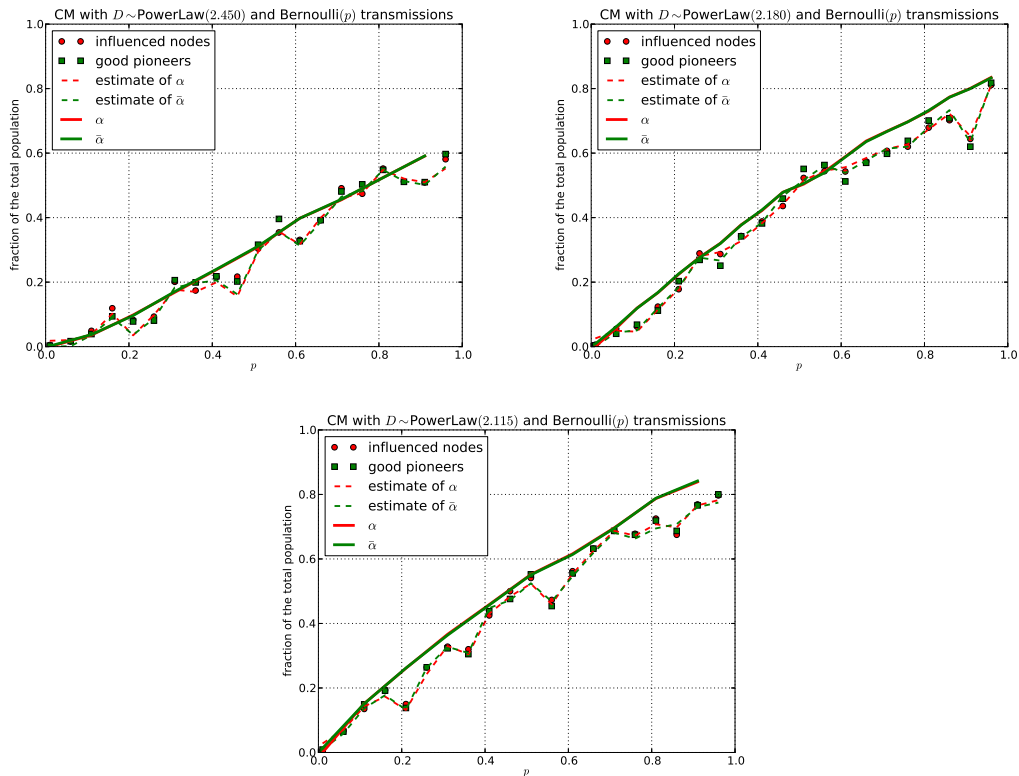 CM with D∼PowerLaw(2.450) and Bernoulli(p) transmissions
influenced nodes
good pioneers
estimate of α
estimate of ᾱ
α
ᾱ
fraction of the total population
1.0
0.8
0.6
0.4
0.2
0.0
0.0 0.2 0.4 0.6 0.8 1.0
p
CM with D∼PowerLaw(2.180) and Bernoulli(p) transmissions
influenced nodes
good pioneers
estimate of α
estimate of ᾱ
α
ᾱ
fraction of the total population
1.0
0.8
0.6
0.4
0.2
0.0
0.0 0.2 0.4 0.6 0.8 1.0
p
CM with D∼PowerLaw(2.115) and Bernoulli(p) transmissions
influenced nodes
good pioneers
estimate of α
estimate of ᾱ
α
ᾱ
fraction of the total population
1.0
0.8
0.6
0.4
0.2
0.0
0.0 0.2 0.4 0.6 0.8 1.0
p